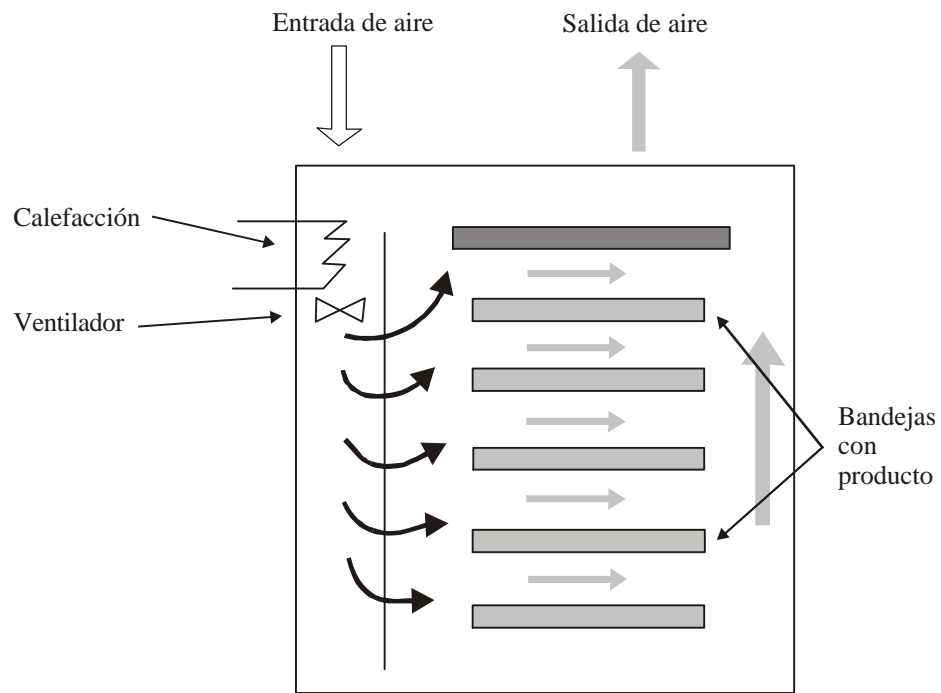 Entrada de aire
Salida de aire
Calefacción
Ventilador
Bandejas
con
producto